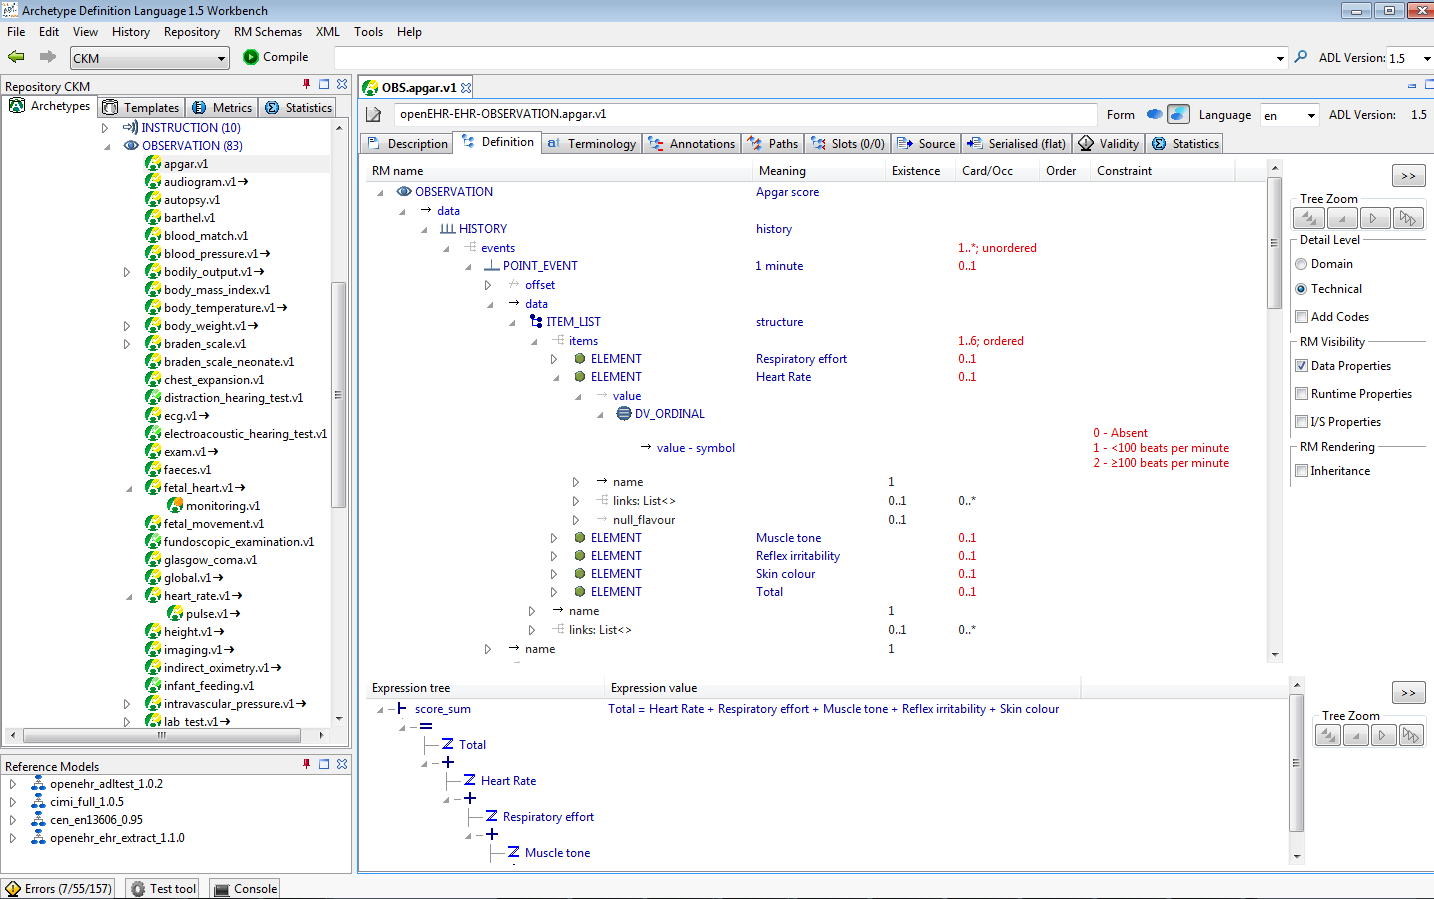 Archetype Definition Language 1.5 Workbench
File Edit View History Repository RM Schemas XML Tools Help
CKM Compile ADL Version: 1.5
Repository CKM
Archetypes Templates Metrics Statistics
INSTRUCTION (10)
OBSERVATION (83)
apgar.v1
audiogram.v1→
autopsy.v1
barthel.v1
blood_match.v1
blood_pressure.v1→
bodily_output.v1→
body_mass_index.v1
body_temperature.v1→
body_weight.v1→
braden_scale.v1
braden_scale_neonate.v1
chest_expansion.v1
distraction_hearing_test.v1
ecg.v1→
electroacoustic_hearing_test.v1
exam.v1→
faeces.v1
fetal_heart.v1→
monitoring.v1
fetal_movement.v1
fundoscopic_examination.v1
glasgow_coma.v1
global.v1→
heart_rate.v1→
pulse.v1→
height.v1→
imaging.v1→
indirect_oximetry.v1→
infant_feeding.v1
intravascular_pressure.v1→
lab_test.v1→
Reference Models
openehr_adltest_1.0.2
cimi_full_1.0.5
cen_en13606_0.95
openehr_ehr_extract_1.1.0
OBS.apgar.v1
openEHR-EHR-OBSERVATION.apgar.v1 Form Language en ADL Version: 1.5
Description Definition Terminology Annotations Paths Slots (0/0) Source Serialised (flat) Validity Statistics
RM name Meaning Existence Card/Occ Order Constraint
OBSERVATION Apgar score
data
HISTORY history
events 1..*; unordered
POINT_EVENT 1 minute 0..1
offset
data
ITEM_LIST structure
items 1..6; ordered
ELEMENT Respiratory effort 0..1
ELEMENT Heart Rate 0..1
value
DV_ORDINAL
0 - Absent
value - symbol 1 - <100 beats per minute
2 - ≥100 beats per minute
name 1
links: List<> 0..1 0..*
null_flavour 0..1
ELEMENT Muscle tone 0..1
ELEMENT Reflex irritability 0..1
ELEMENT Skin colour 0..1
ELEMENT Total 0..1
name 1
links: List<> 0..1 0..*
name 1
>>
Tree Zoom
Detail Level
Domain
Technical
Add Codes
RM Visibility
Data Properties
Runtime Properties
I/S Properties
RM Rendering
Inheritance
Expression tree Expression value
score_sum Total = Heart Rate + Respiratory effort + Muscle tone + Reflex irritability + Skin colour
=
Z Total
+
Z Heart Rate
+
Z Respiratory effort
+
Z Muscle tone
>>
Tree Zoom
Errors (7/55/157) Test tool Console